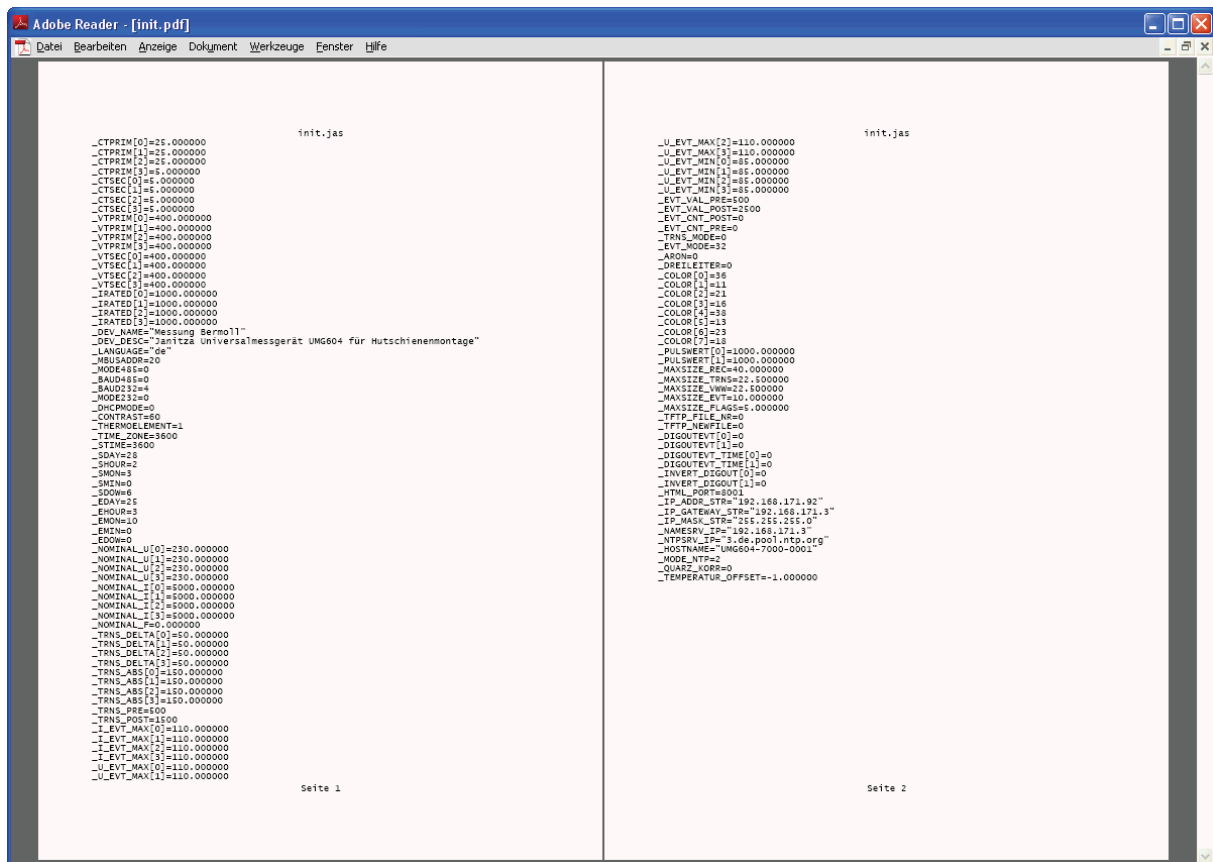 Adobe Reader - [init.pdf]
Datei Bearbeiten Anzeige Dokument Werkzeuge Fenster Hilfe
init.jas
_CTPRIM[0]=25.000000
_CTPRIM[1]=25.000000
_CTPRIM[2]=25.000000
_CTPRIM[3]=5.000000
_CTSEC[0]=5.000000
_CTSEC[1]=5.000000
_CTSEC[2]=5.000000
_CTSEC[3]=5.000000
_VTPRIM[0]=400.000000
_VTPRIM[1]=400.000000
_VTPRIM[2]=400.000000
_VTPRIM[3]=400.000000
_VTSEC[0]=400.000000
_VTSEC[1]=400.000000
_VTSEC[2]=400.000000
_VTSEC[3]=400.000000
_IRATED[0]=1000.000000
_IRATED[1]=1000.000000
_IRATED[2]=1000.000000
_IRATED[3]=1000.000000
_DEV_NAME="Messung Bermoll"
_DEV_DESC="Janitza Universalmessgerät UMG604 für Hutschienenmontage"
_LANGUAGE="de"
_MBUSADDR=20
_MODE485=0
_BAUD485=0
_BAUD232=4
_MODE232=0
_DHCPMODE=0
_CONTRAST=60
_THERMOELEMENT=1
_TIME_ZONE=3600
_STIME=3600
_SDAY=28
_SHOUR=2
_SMON=3
_SMIN=0
_SDOW=6
_EDAY=25
_EHOUR=3
_EMON=10
_EMIN=0
_EDOW=0
_NOMINAL_U[0]=230.000000
_NOMINAL_U[1]=230.000000
_NOMINAL_U[2]=230.000000
_NOMINAL_U[3]=230.000000
_NOMINAL_I[0]=5000.000000
_NOMINAL_I[1]=5000.000000
_NOMINAL_I[2]=5000.000000
_NOMINAL_I[3]=5000.000000
_NOMINAL_F=0.000000
_TRNS_DELTA[0]=50.000000
_TRNS_DELTA[1]=50.000000
_TRNS_DELTA[2]=50.000000
_TRNS_DELTA[3]=50.000000
_TRNS_ABS[0]=150.000000
_TRNS_ABS[1]=150.000000
_TRNS_ABS[2]=150.000000
_TRNS_ABS[3]=150.000000
_TRNS_PRE=500
_TRNS_POST=1500
_I_EVT_MAX[0]=110.000000
_I_EVT_MAX[1]=110.000000
_I_EVT_MAX[2]=110.000000
_I_EVT_MAX[3]=110.000000
_U_EVT_MAX[0]=110.000000
_U_EVT_MAX[1]=110.000000
Seite 1
init.jas
_U_EVT_MAX[2]=110.000000
_U_EVT_MAX[3]=110.000000
_U_EVT_MIN[0]=85.000000
_U_EVT_MIN[1]=85.000000
_U_EVT_MIN[2]=85.000000
_U_EVT_MIN[3]=85.000000
_EVT_VAL_PRE=500
_EVT_VAL_POST=2500
_EVT_CNT_POST=0
_EVT_CNT_PRE=0
_TRNS_MODE=0
_EVT_MODE=32
_ARON=0
_DREILEITER=0
_COLOR[0]=36
_COLOR[1]=11
_COLOR[2]=21
_COLOR[3]=16
_COLOR[4]=38
_COLOR[5]=13
_COLOR[6]=23
_COLOR[7]=18
_PULSWERT[0]=1000.000000
_PULSWERT[1]=1000.000000
_MAXSIZE_REC=40.000000
_MAXSIZE_TRNS=22.500000
_MAXSIZE_VWW=22.500000
_MAXSIZE_EVT=10.000000
_MAXSIZE_FLAGS=5.000000
_TFTP_FILE_NR=0
_TFTP_NEWFILE=0
_DIGOUTEVT[0]=0
_DIGOUTEVT[1]=0
_DIGOUTEVT_TIME[0]=0
_DIGOUTEVT_TIME[1]=0
_INVERT_DIGOUT[0]=0
_INVERT_DIGOUT[1]=0
_HTML_PORT=8001
_IP_ADDR_STR="192.168.171.92"
_IP_GATEWAY_STR="192.168.171.3"
_IP_MASK_STR="255.255.255.0"
_NAMESRV_IP="192.168.171.3"
_NTPSRV_IP="3.de.pool.ntp.org"
_HOSTNAME="UMG604-7000-0001"
_MODE_NTP=2
_QUARZ_KORR=0
_TEMPERATUR_OFFSET=-1.000000
Seite 2